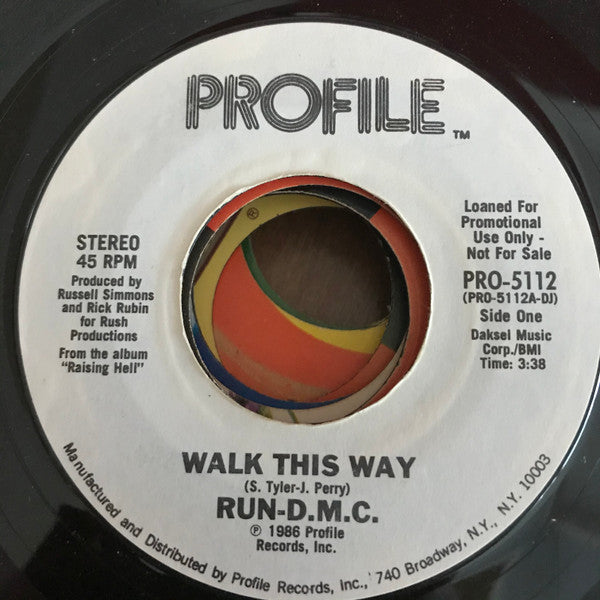 PROFILE™
STEREO
45 RPM
Produced by
Russell Simmons
and Rick Rubin
for Rush
Productions
From the album
"Raising Hell"
®
Loaned For
Promotional
Use Only -
Not For Sale
PRO-5112
(PRO-5112A-DJ)
Side One
Daksel Music
Corp./BMI
Time: 3:38
WALK THIS WAY
(S. Tyler-J. Perry)
RUN-D.M.C.
℗ 1986 Profile
Records, Inc.
Manufactured and Distributed by Profile Records, Inc., 740 Broadway, N.Y., N.Y. 10003